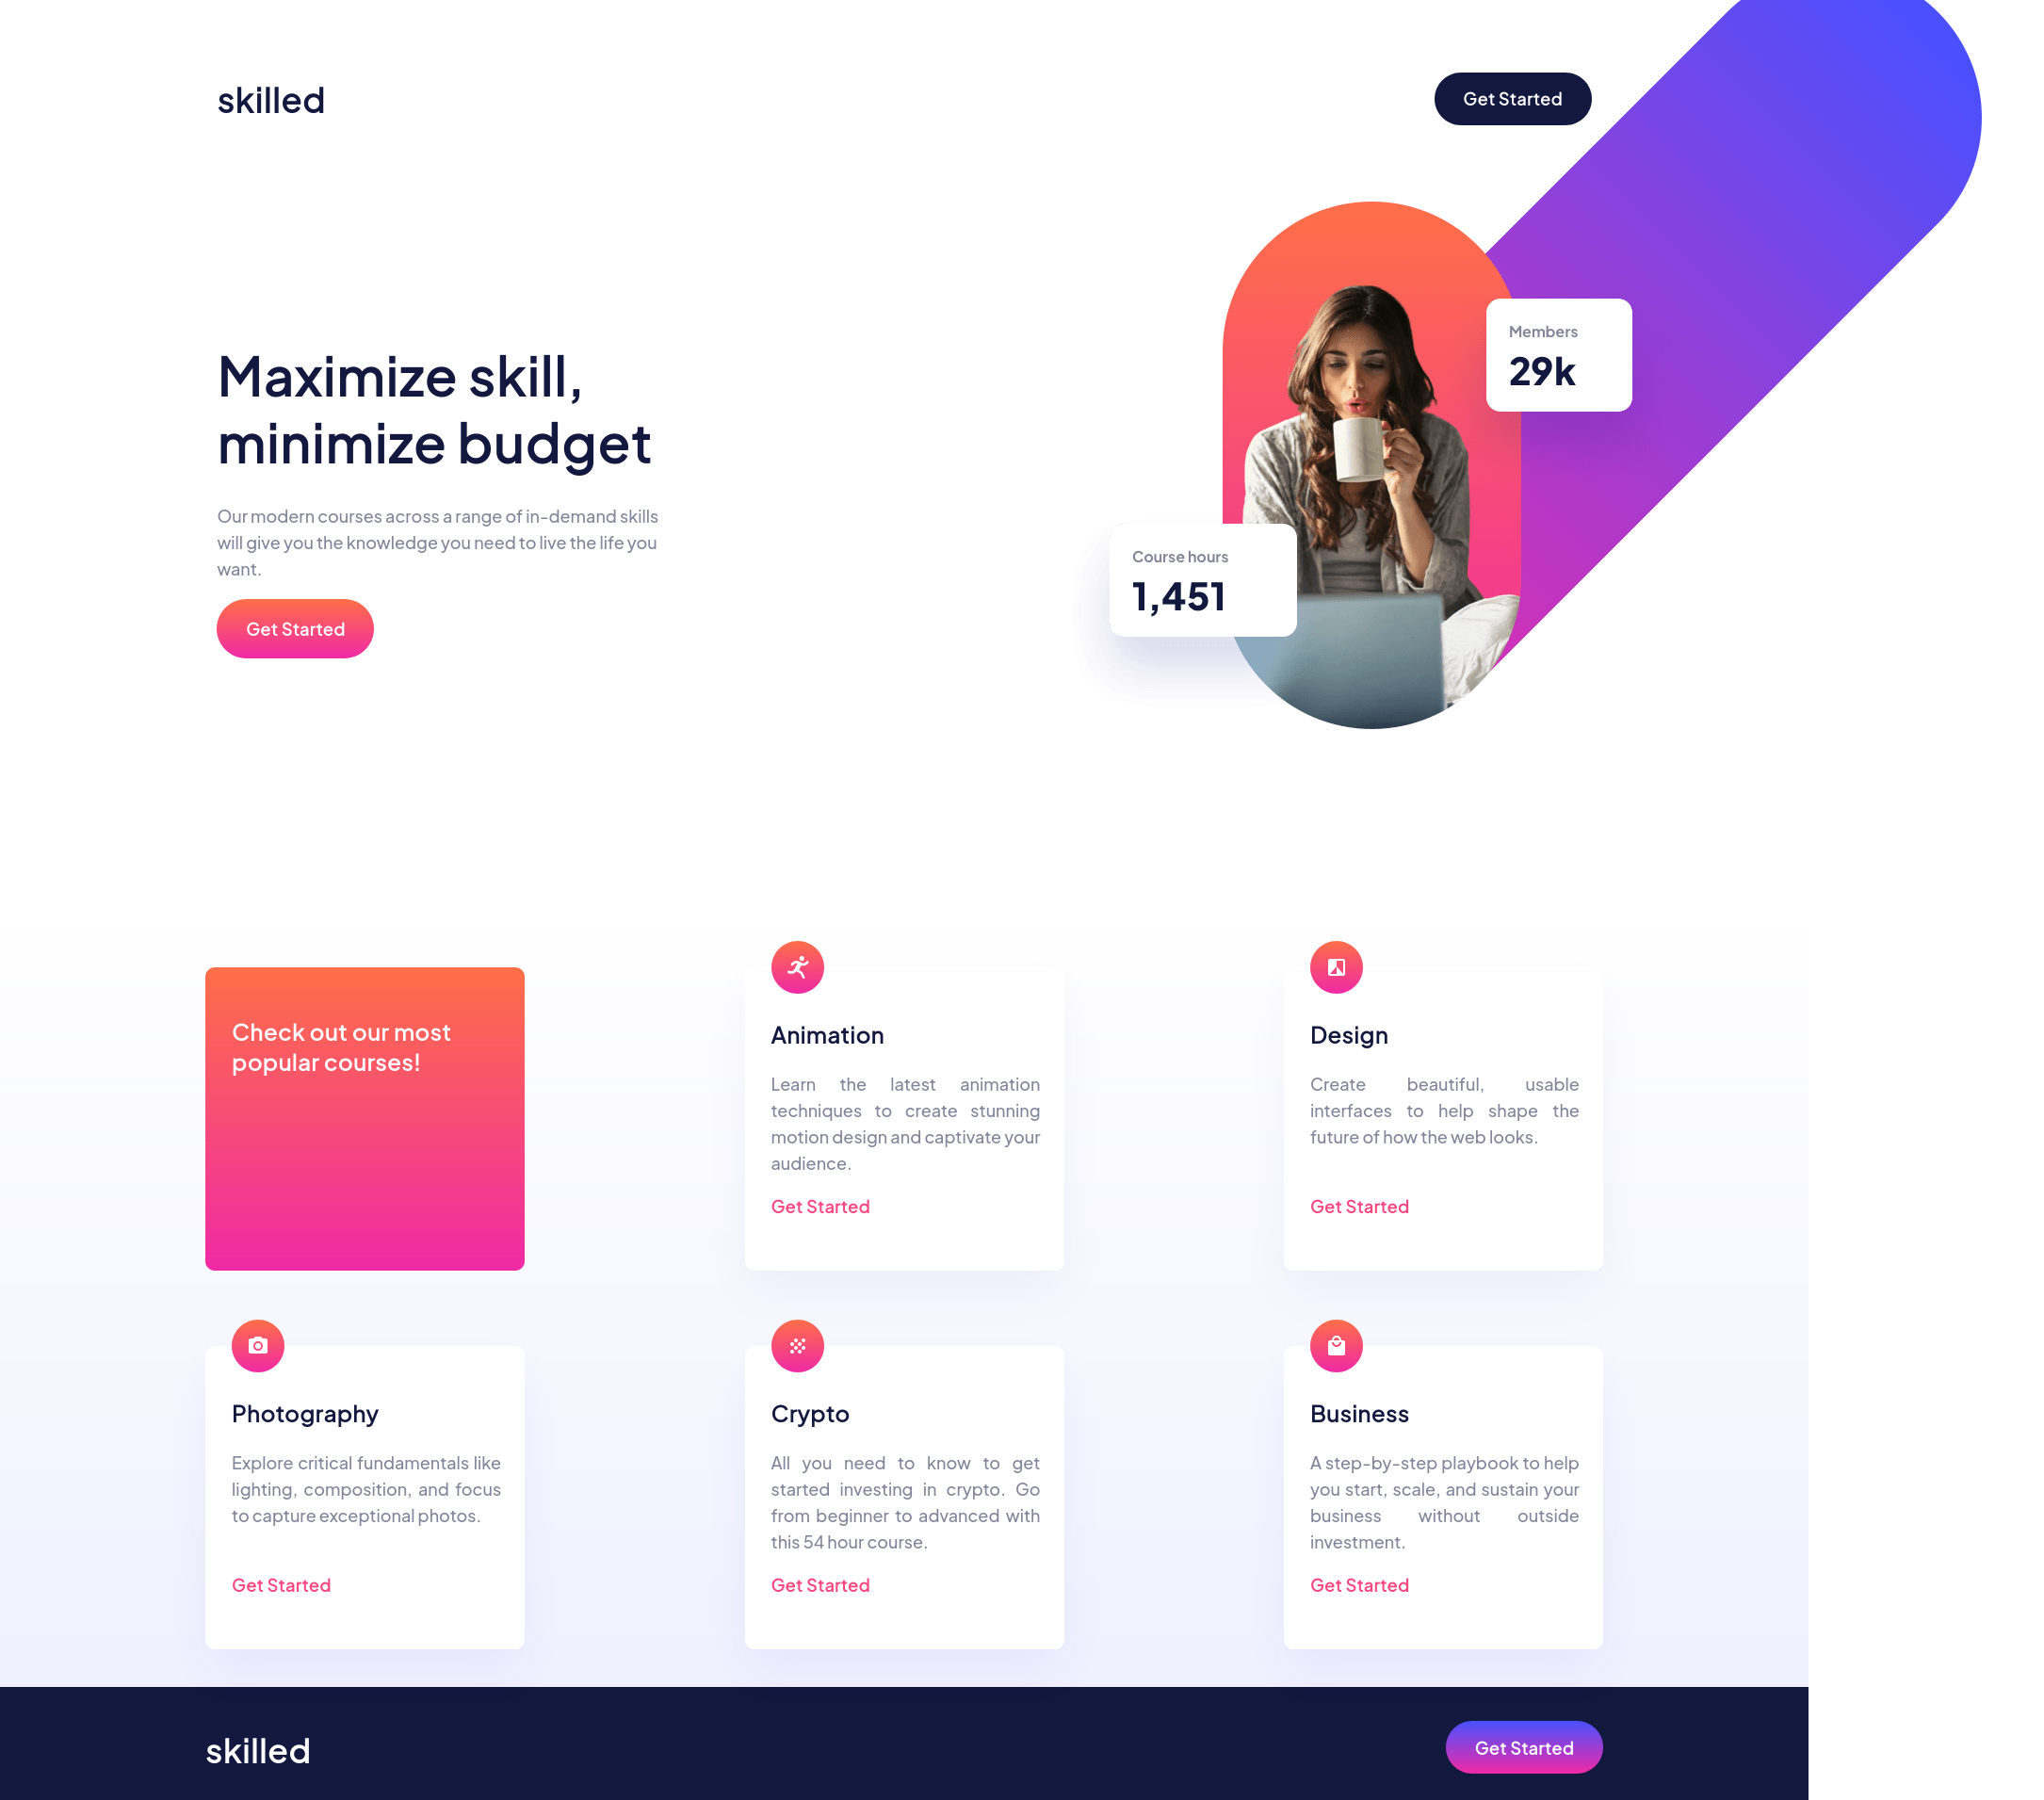 skilled
Get Started
Maximize skill,
minimize budget
Our modern courses across a range of in-demand skills
will give you the knowledge you need to live the life you
want.
Get Started
Members
29k
Course hours
1,451
Check out our most
popular courses!
Animation
Learn the latest animation
techniques to create stunning
motion design and captivate your
audience.
Get Started
Design
Create beautiful, usable
interfaces to help shape the
future of how the web looks.
Get Started
Photography
Explore critical fundamentals like
lighting, composition, and focus
to capture exceptional photos.
Get Started
Crypto
All you need to know to get
started investing in crypto. Go
from beginner to advanced with
this 54 hour course.
Get Started
Business
A step-by-step playbook to help
you start, scale, and sustain your
business without outside
investment.
Get Started
skilled
Get Started